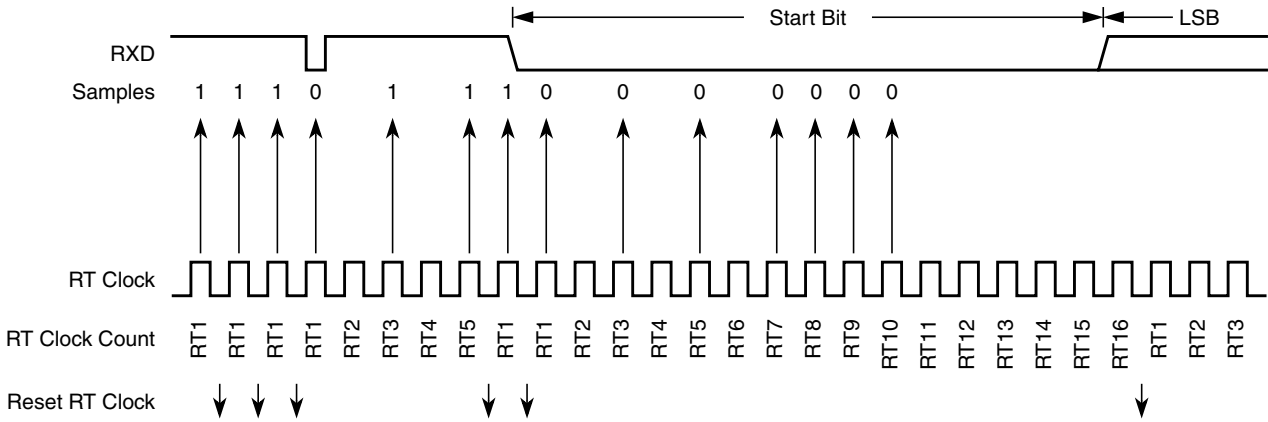 Start Bit LSB
RXD
Samples 1 1 1 0 1 1 1 0 0 0 0 0 0 0
RT Clock
RT Clock Count RT1 RT1 RT1 RT1 RT2 RT3 RT4 RT5 RT1 RT1 RT2 RT3 RT4 RT5 RT6 RT7 RT8 RT9 RT10 RT11 RT12 RT13 RT14 RT15 RT16 RT1 RT2 RT3
Reset RT Clock